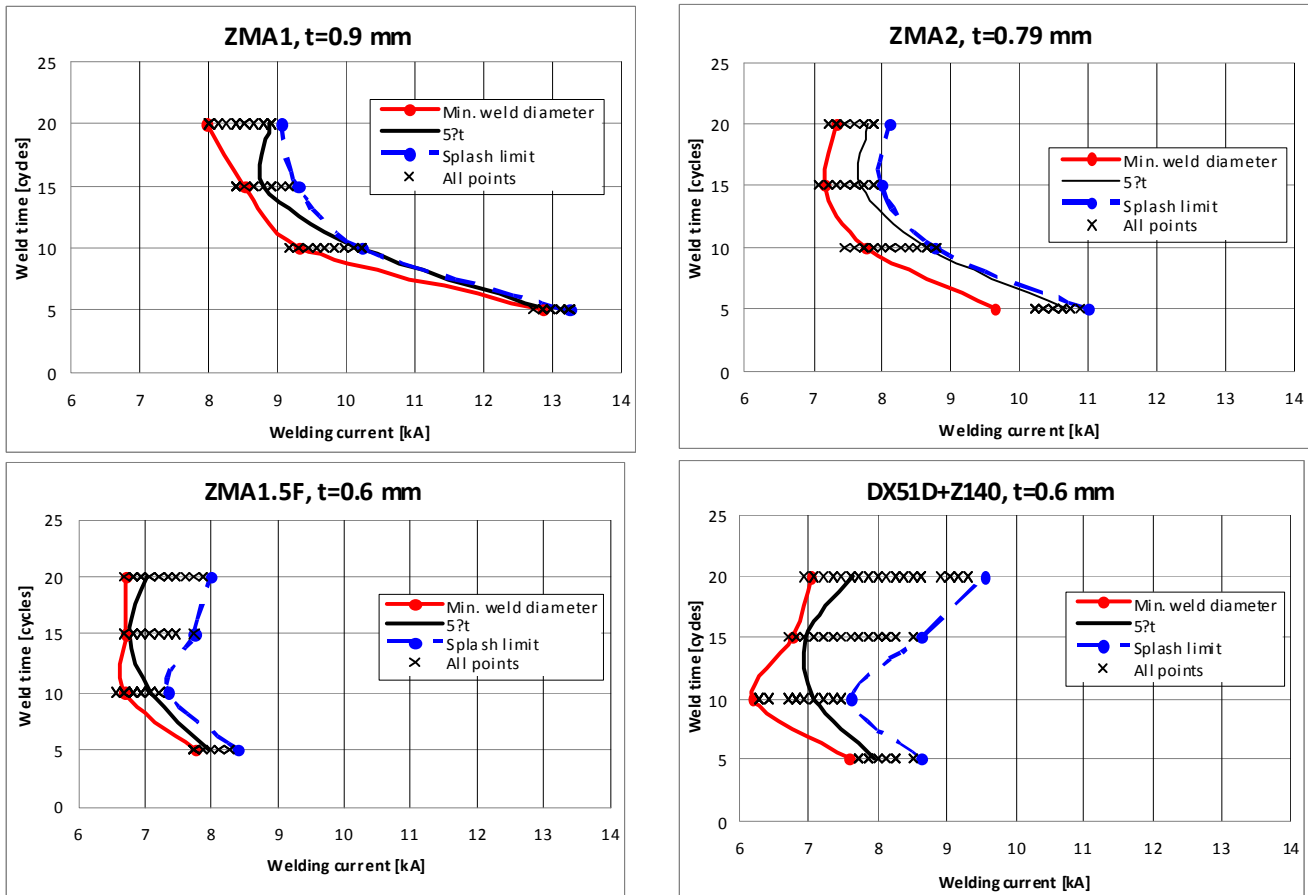 ZMA1, t=0.9 mm
25
20
15
10
5
0
Weld time [cycles]
Min. weld diameter
5?t
Splash limit
All points
6 7 8 9 10 11 12 13 14
Welding current [kA]
ZMA2, t=0.79 mm
25
20
15
10
5
0
Weld time [cycles]
Min. weld diameter
5?t
Splash limit
All points
6 7 8 9 10 11 12 13 14
Welding current [kA]
ZMA1.5F, t=0.6 mm
25
20
15
10
5
0
Weld time [cycles]
Min. weld diameter
5?t
Splash limit
All points
6 7 8 9 10 11 12 13 14
Welding current [kA]
DX51D+Z140, t=0.6 mm
25
20
15
10
5
0
Weld time [cycles]
Min. weld diameter
5?t
Splash limit
All points
6 7 8 9 10 11 12 13 14
Welding current [kA]